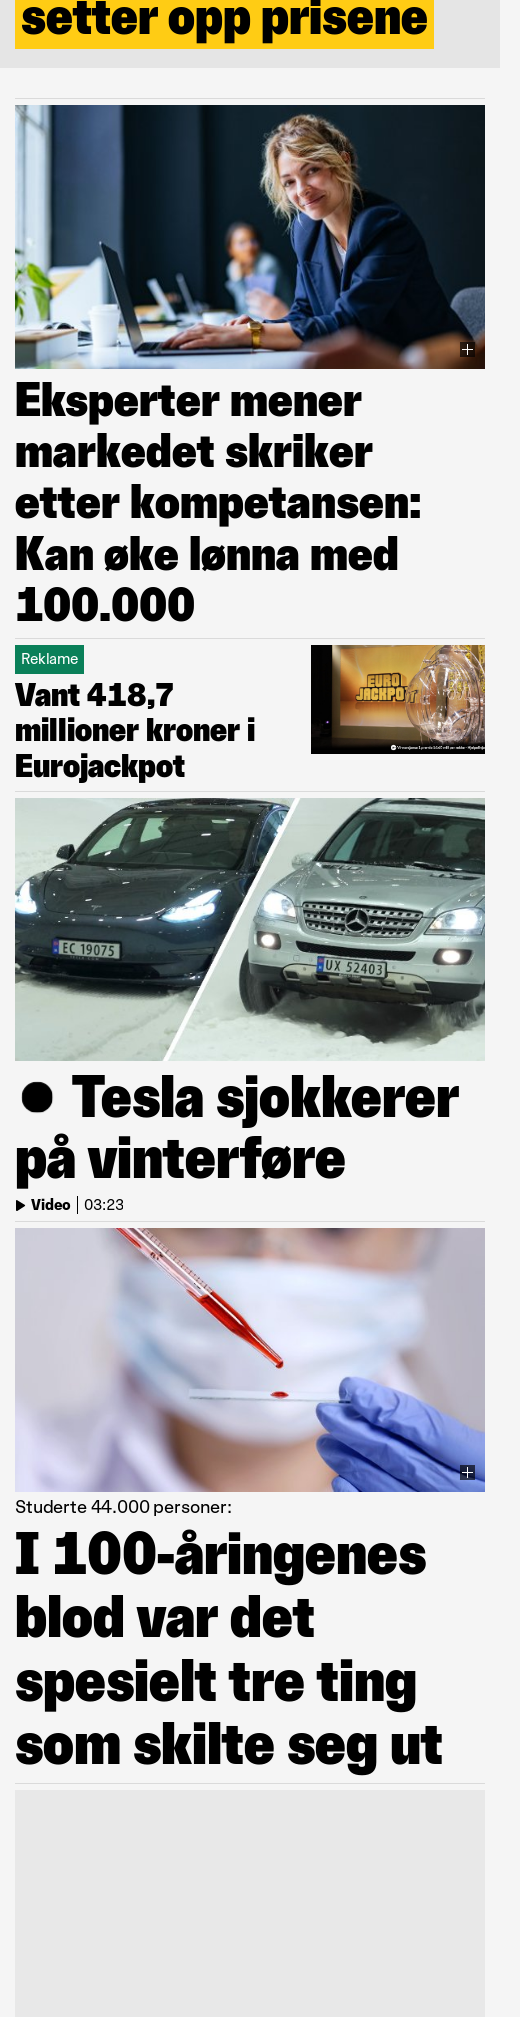 setter opp prisene
Eksperter mener
markedet skriker
etter kompetansen:
Kan øke lønna med
100.000
Reklame
Vant 418,7
millioner kroner i
Eurojackpot
EURO
JACKPOT
EC 19075
UX 52403
Tesla sjokkerer
på vinterføre
Video | 03:23
Studerte 44.000 personer:
I 100-åringenes
blod var det
spesielt tre ting
som skilte seg ut